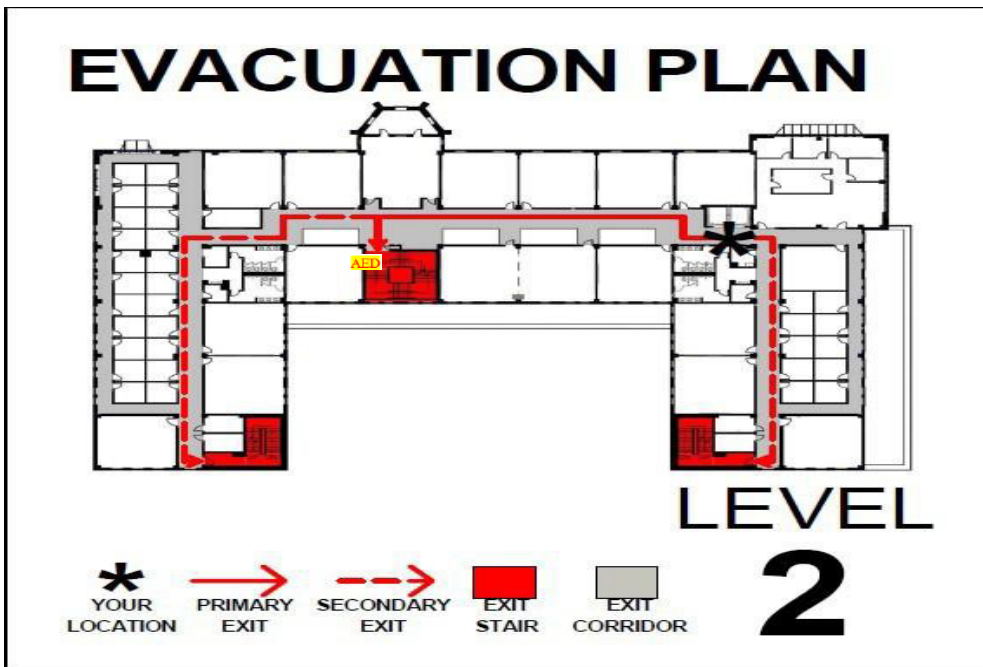 EVACUATION PLAN
AED
LEVEL
2
*
YOUR
LOCATION
PRIMARY
EXIT
SECONDARY
EXIT
EXIT
STAIR
EXIT
CORRIDOR